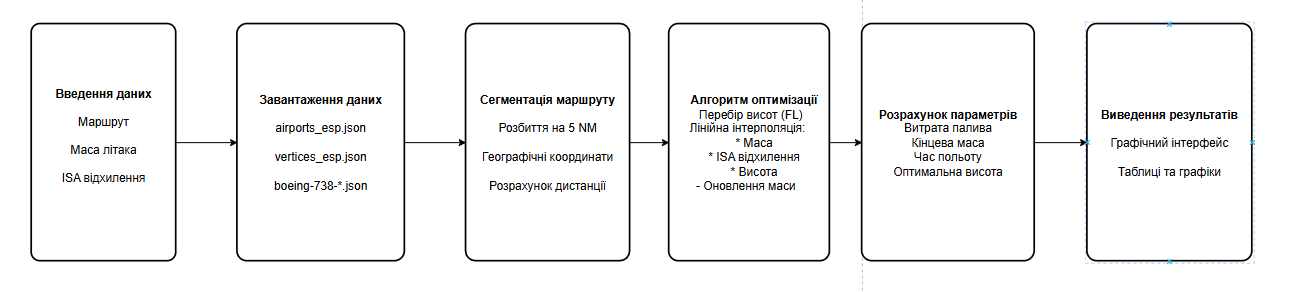 Введення даних
Маршрут
Маса літака
ISA відхилення
Завантаження даних
airports_esp.json
vertices_esp.json
boeing-738-*.json
Сегментація маршруту
Розбиття на 5 NM
Географічні координати
Розрахунок дистанції
Алгоритм оптимізації
Перебір висот (FL)
Лінійна інтерполяція:
* Маса
* ISA відхилення
* Висота
- Оновлення маси
Розрахунок параметрів
Витрата палива
Кінцева маса
Час польоту
Оптимальна висота
Виведення результатів
Графічний інтерфейс
Таблиці та графіки